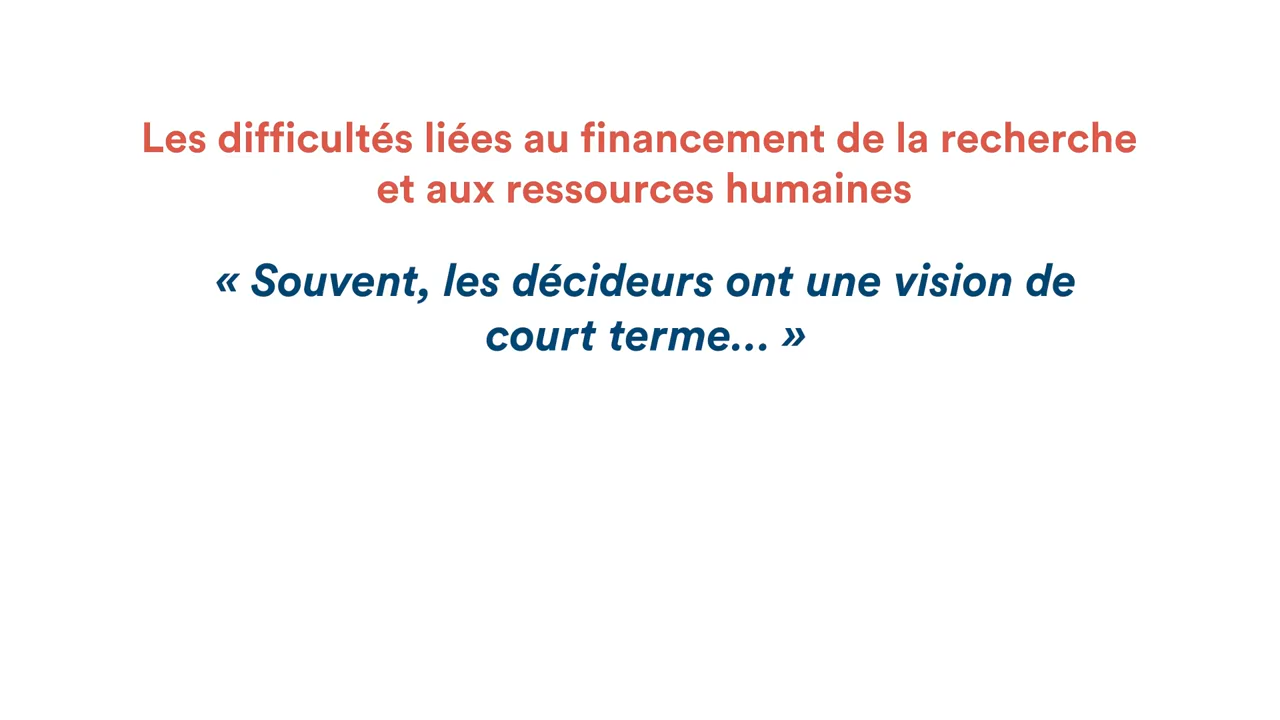 Les difficultés liées au financement de la recherche
et aux ressources humaines
« Souvent, les décideurs ont une vision de
court terme... »